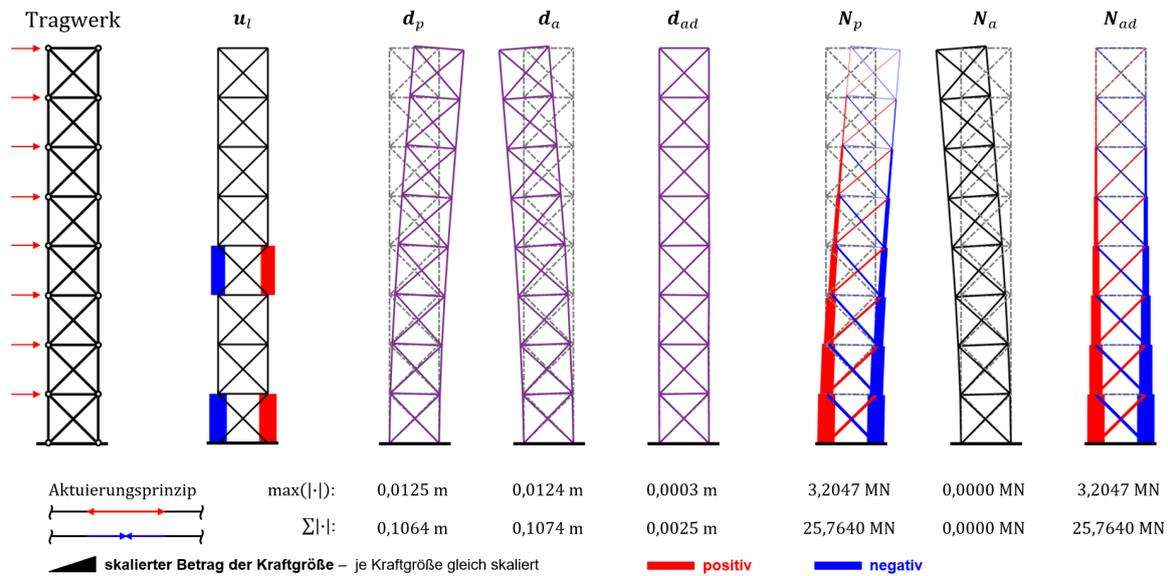 Tragwerk u_l d_p d_a d_ad N_p N_a N_ad
Aktuierungsprinzip max(|·|): 0,0125 m 0,0124 m 0,0003 m 3,2047 MN 0,0000 MN 3,2047 MN
∑|·|: 0,1064 m 0,1074 m 0,0025 m 25,7640 MN 0,0000 MN 25,7640 MN
skalierter Betrag der Kraftgröße – je Kraftgröße gleich skaliert positiv negativ